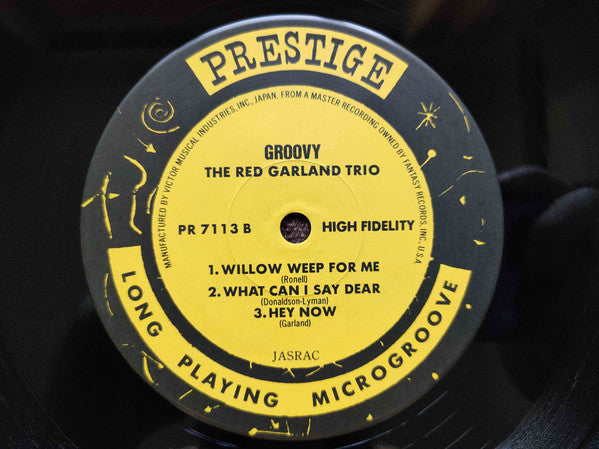 PRESTIGE
MANUFACTURED BY VICTOR MUSICAL INDUSTRIES, INC., JAPAN. FROM A MASTER RECORDING OWNED BY FANTASY RECORDS, INC., U.S.A.
GROOVY
THE RED GARLAND TRIO
PR 7113 B HIGH FIDELITY
1. WILLOW WEEP FOR ME
(Ronell)
2. WHAT CAN I SAY DEAR
(Donaldson-Lyman)
3. HEY NOW
(Garland)
JASRAC
LONG PLAYING MICROGROOVE